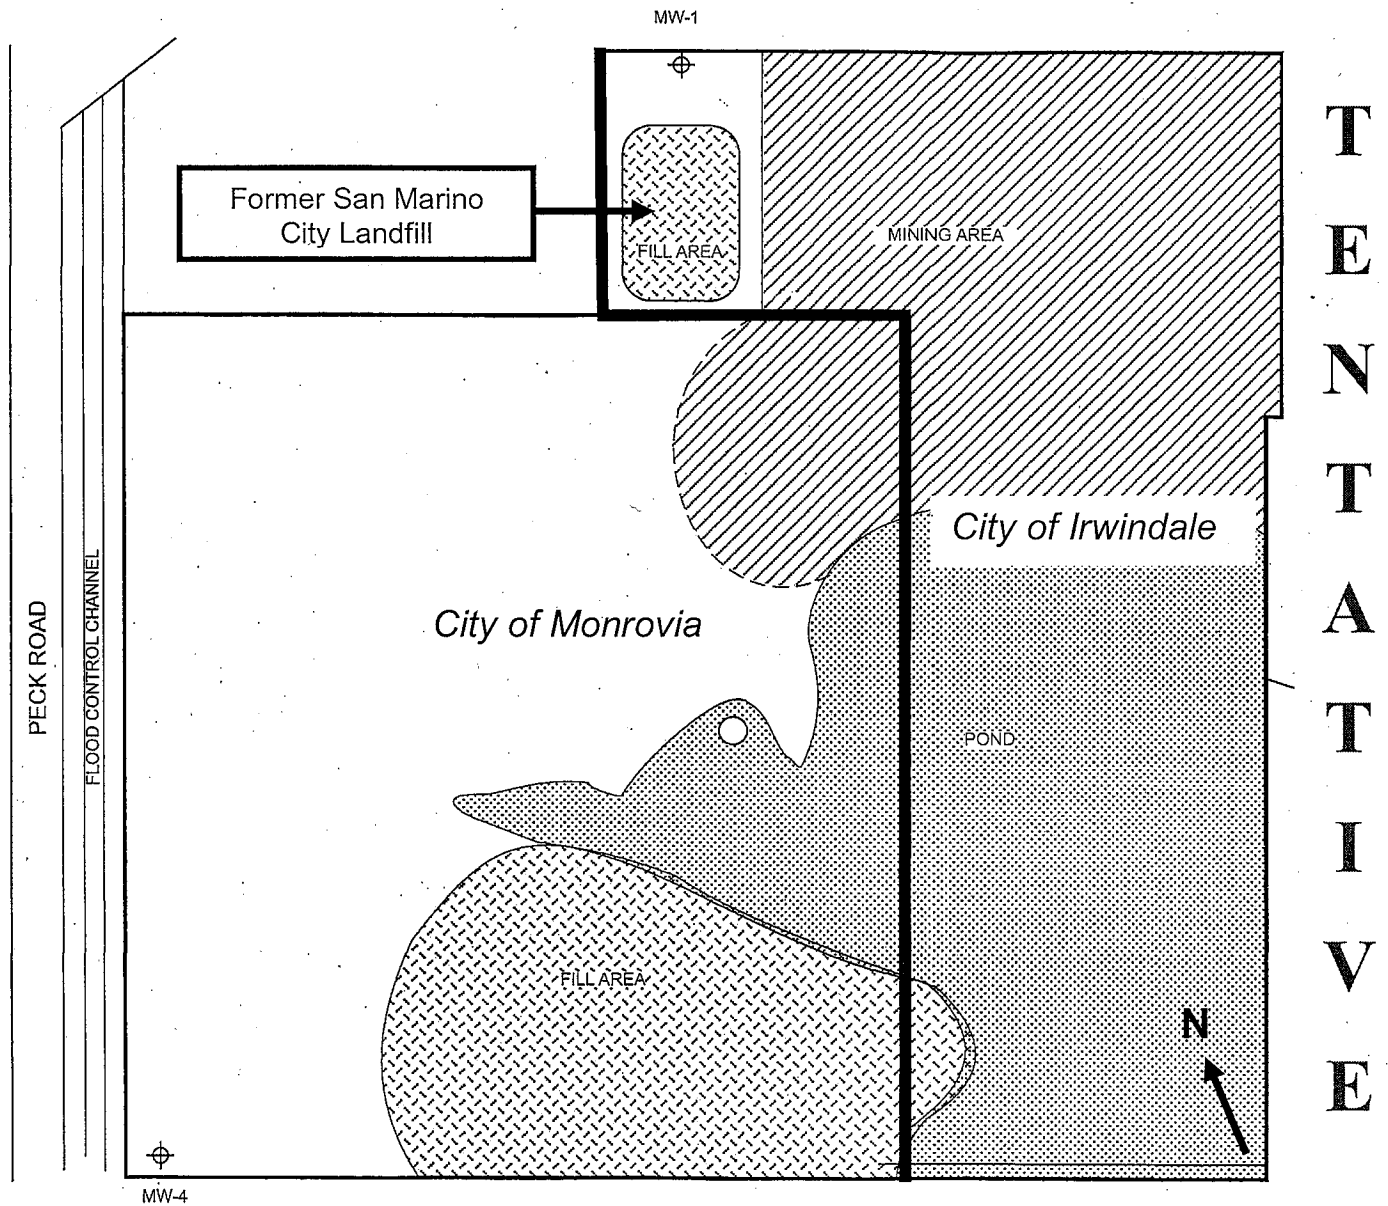 MW-1
Former San Marino
City Landfill
FILL AREA
MINING AREA
City of Irwindale
City of Monrovia
PECK ROAD
FLOOD CONTROL CHANNEL
POND
FILL AREA
N
MW-4
TENTATIVE